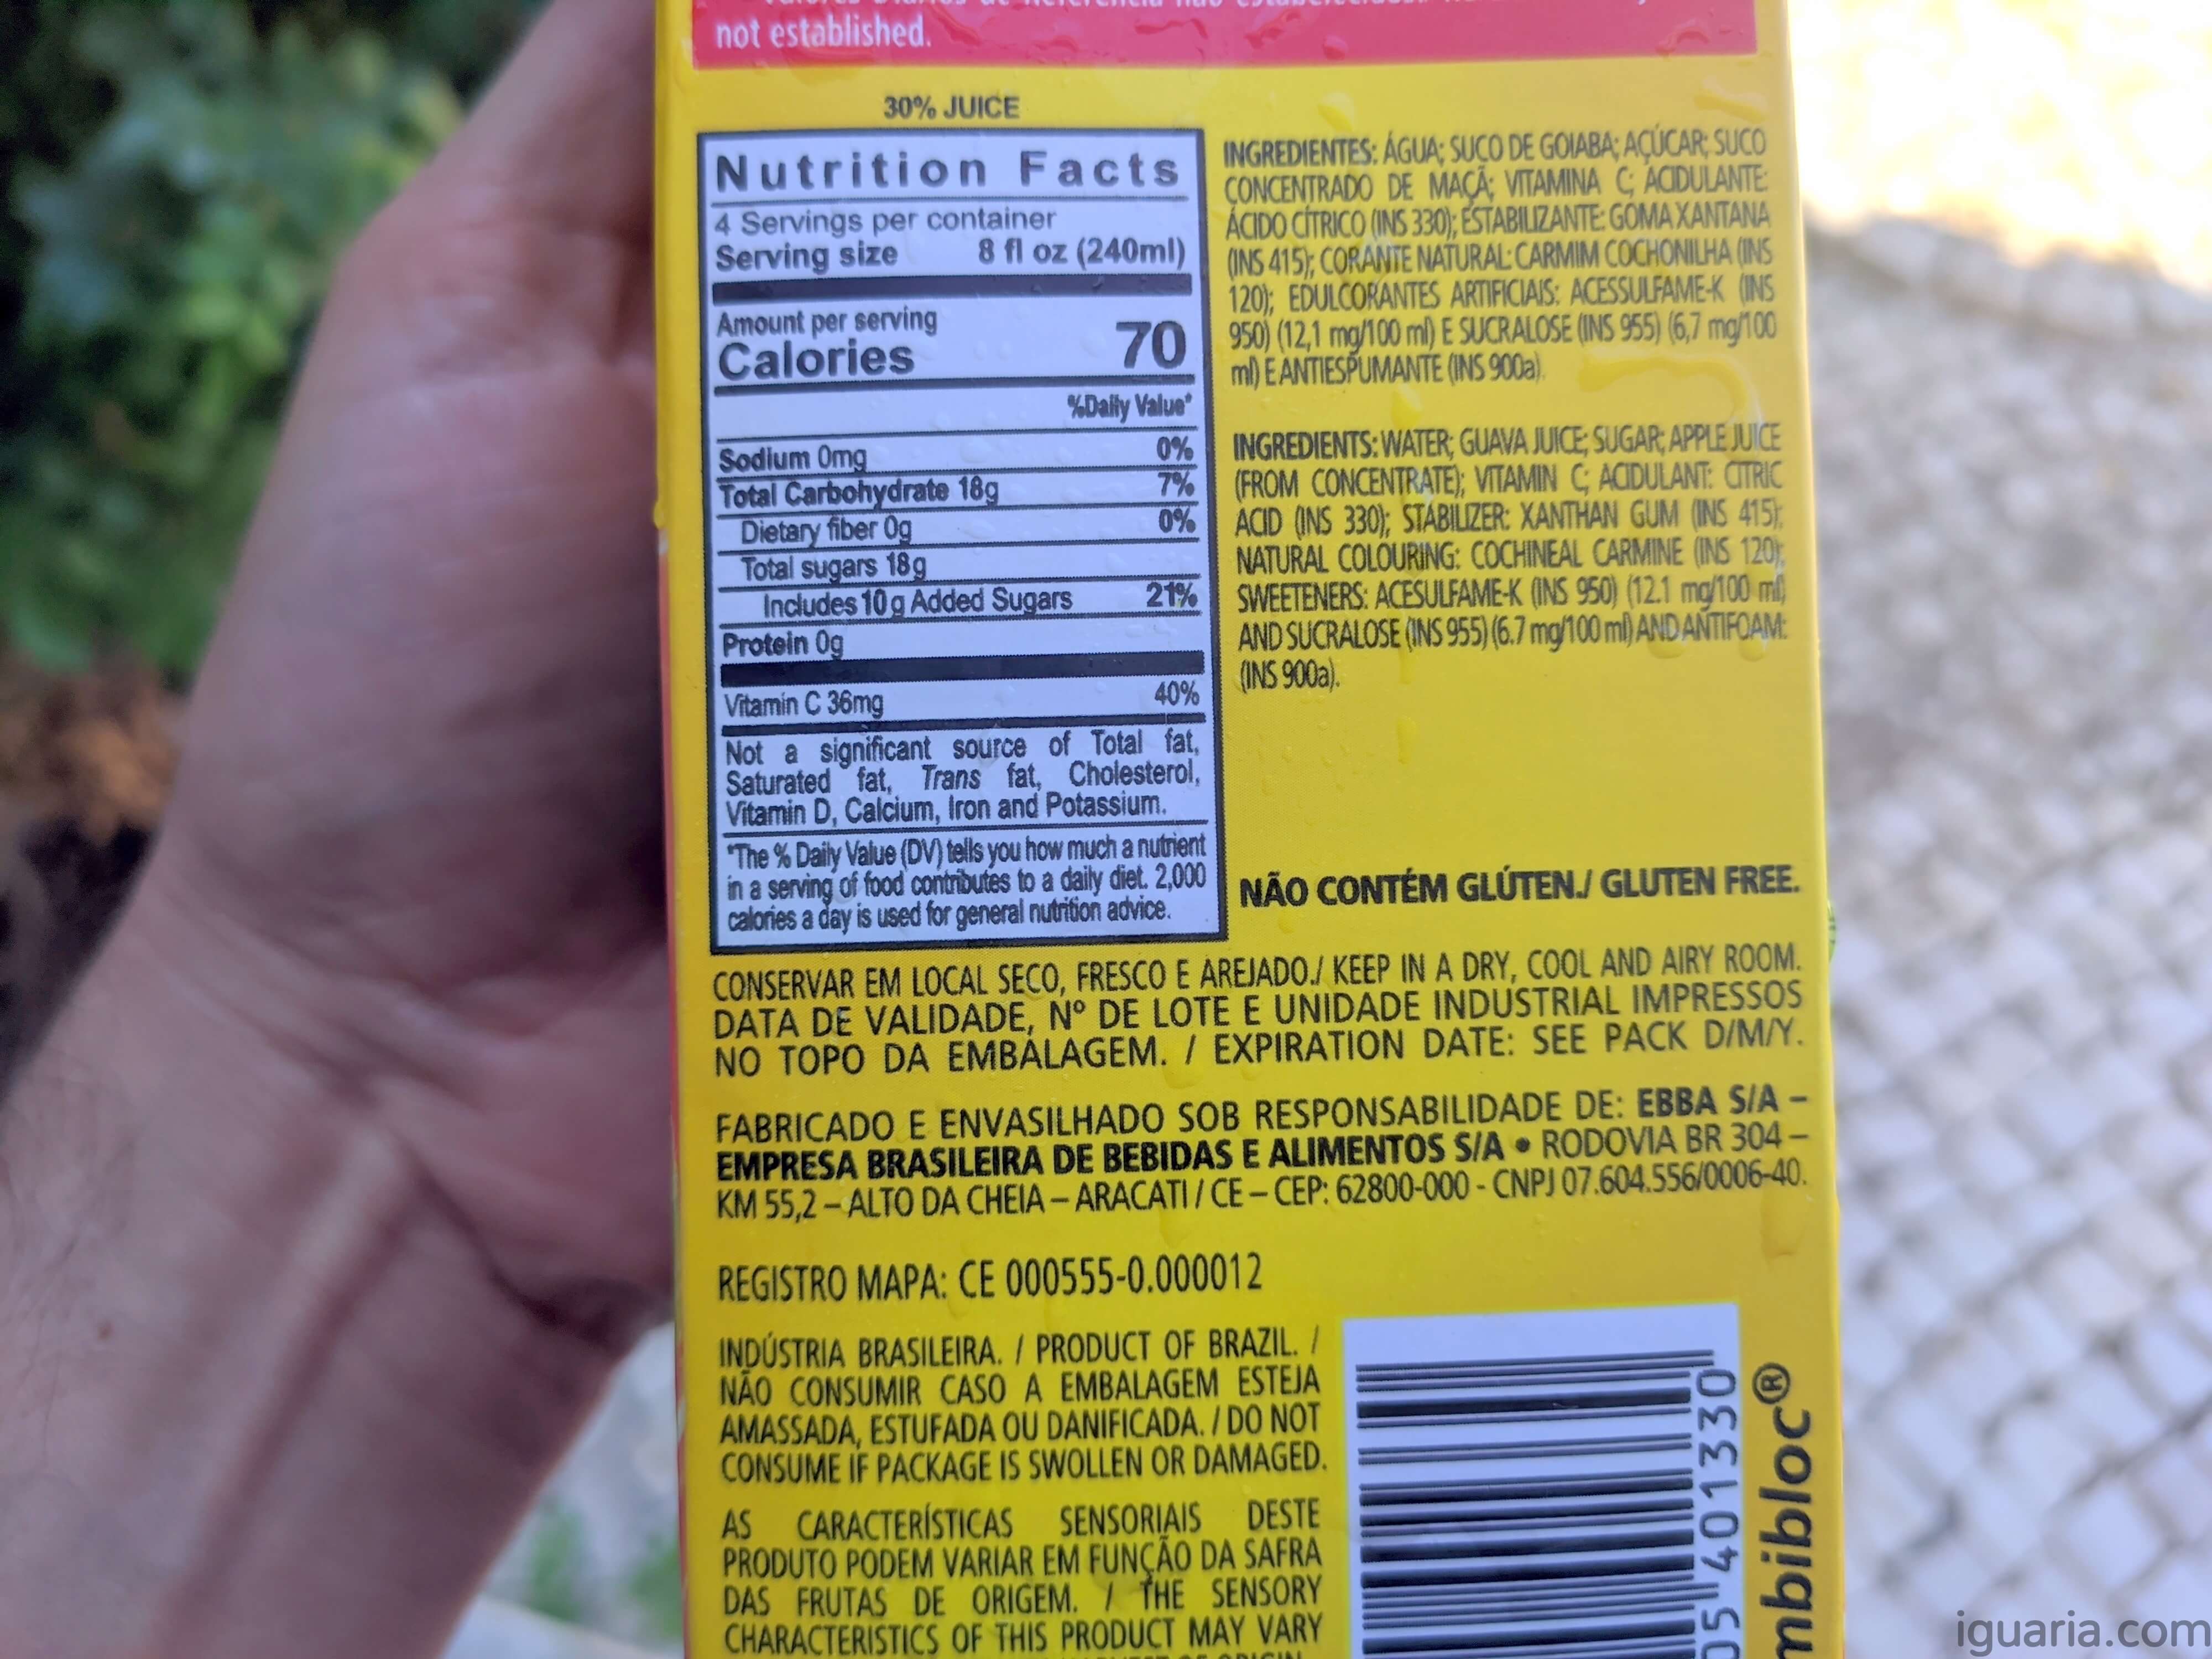 not established.
30% JUICE
Nutrition Facts
4 Servings per container
Serving size 8 fl oz (240ml)
Amount per serving
Calories 70
%Daily Value*
Sodium 0mg 0%
Total Carbohydrate 18g 7%
Dietary fiber 0g 0%
Total sugars 18g
Includes 10g Added Sugars 21%
Protein 0g
Vitamin C 36mg 40%
Not a significant source of Total fat,
Saturated fat, Trans fat, Cholesterol,
Vitamin D, Calcium, Iron and Potassium.
*The % Daily Value (DV) tells you how much a nutrient
in a serving of food contributes to a daily diet. 2,000
calories a day is used for general nutrition advice.
INGREDIENTES: ÁGUA; SUCO DE GOIABA; AÇÚCAR; SUCO
CONCENTRADO DE MAÇÃ; VITAMINA C; ACIDULANTE:
ÁCIDO CÍTRICO (INS 330); ESTABILIZANTE: GOMA XANTANA
(INS 415); CORANTE NATURAL: CARMIM COCHONILHA (INS
120); EDULCORANTES ARTIFICIAIS: ACESSULFAME-K (INS
950) (12,1 mg/100 ml) E SUCRALOSE (INS 955) (6,7 mg/100
ml) E ANTIESPUMANTE (INS 900a).
INGREDIENTS: WATER; GUAVA JUICE; SUGAR; APPLE JUICE
(FROM CONCENTRATE); VITAMIN C; ACIDULANT: CITRIC
ACID (INS 330); STABILIZER: XANTHAN GUM (INS 415);
NATURAL COLOURING: COCHINEAL CARMINE (INS 120);
SWEETENERS: ACESULFAME-K (INS 950) (12.1 mg/100 ml)
AND SUCRALOSE (INS 955) (6.7 mg/100 ml) AND ANTIFOAM:
(INS 900a).
NÃO CONTÉM GLÚTEN./ GLUTEN FREE.
CONSERVAR EM LOCAL SECO, FRESCO E AREJADO./ KEEP IN A DRY, COOL AND AIRY ROOM.
DATA DE VALIDADE, Nº DE LOTE E UNIDADE INDUSTRIAL IMPRESSOS
NO TOPO DA EMBALAGEM. / EXPIRATION DATE: SEE PACK D/M/Y.
FABRICADO E ENVASILHADO SOB RESPONSABILIDADE DE: EBBA S/A –
EMPRESA BRASILEIRA DE BEBIDAS E ALIMENTOS S/A • RODOVIA BR 304 –
KM 55,2 – ALTO DA CHEIA – ARACATI / CE – CEP: 62800-000 - CNPJ 07.604.556/0006-40.
REGISTRO MAPA: CE 000555-0.000012
INDÚSTRIA BRASILEIRA. / PRODUCT OF BRAZIL. /
NÃO CONSUMIR CASO A EMBALAGEM ESTEJA
AMASSADA, ESTUFADA OU DANIFICADA. / DO NOT
CONSUME IF PACKAGE IS SWOLLEN OR DAMAGED.
AS CARACTERÍSTICAS SENSORIAIS DESTE
PRODUTO PODEM VARIAR EM FUNÇÃO DA SAFRA
DAS FRUTAS DE ORIGEM. / THE SENSORY
CHARACTERISTICS OF THIS PRODUCT MAY VARY
05 401330
mbibloc®
iguaria.com